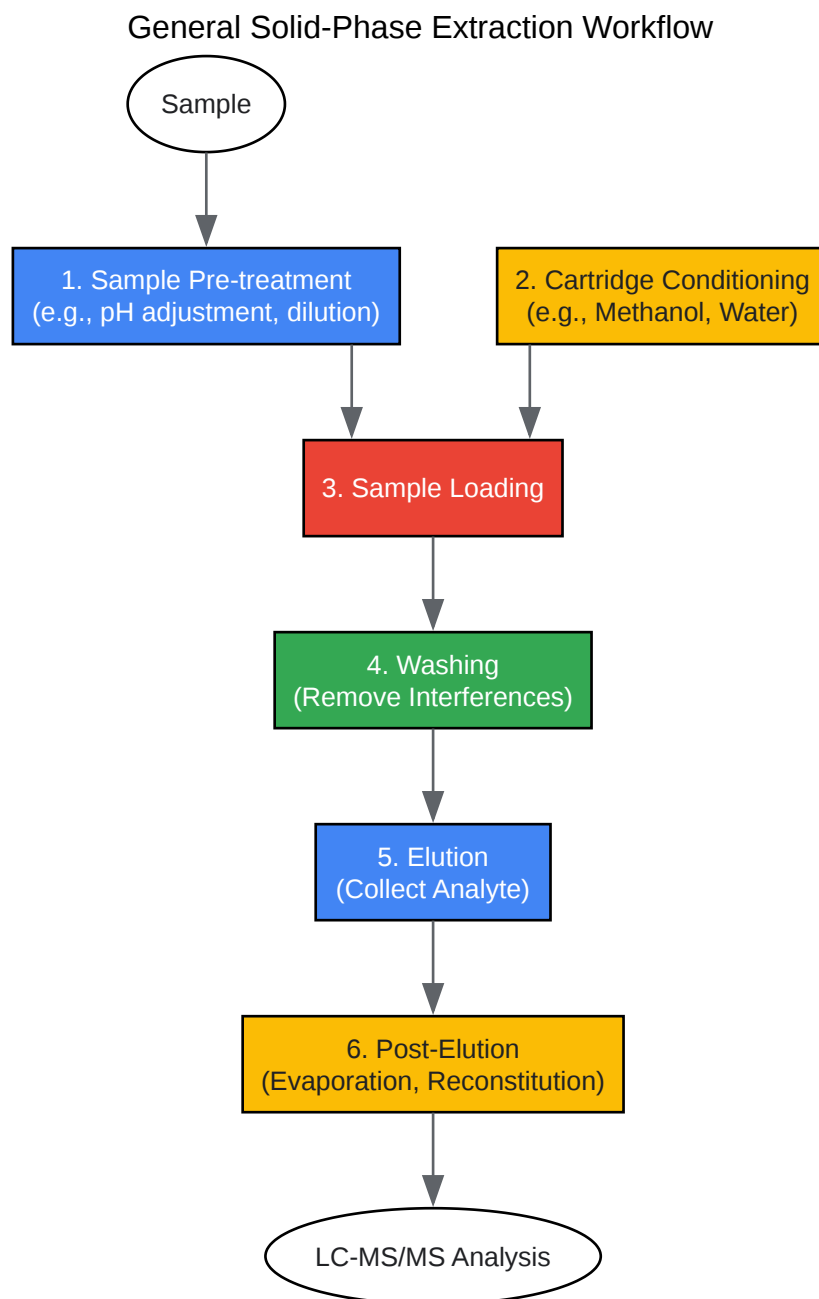 General Solid-Phase Extraction Workflow
Sample
1. Sample Pre-treatment
(e.g., pH adjustment, dilution)
2. Cartridge Conditioning
(e.g., Methanol, Water)
3. Sample Loading
4. Washing
(Remove Interferences)
5. Elution
(Collect Analyte)
6. Post-Elution
(Evaporation, Reconstitution)
LC-MS/MS Analysis